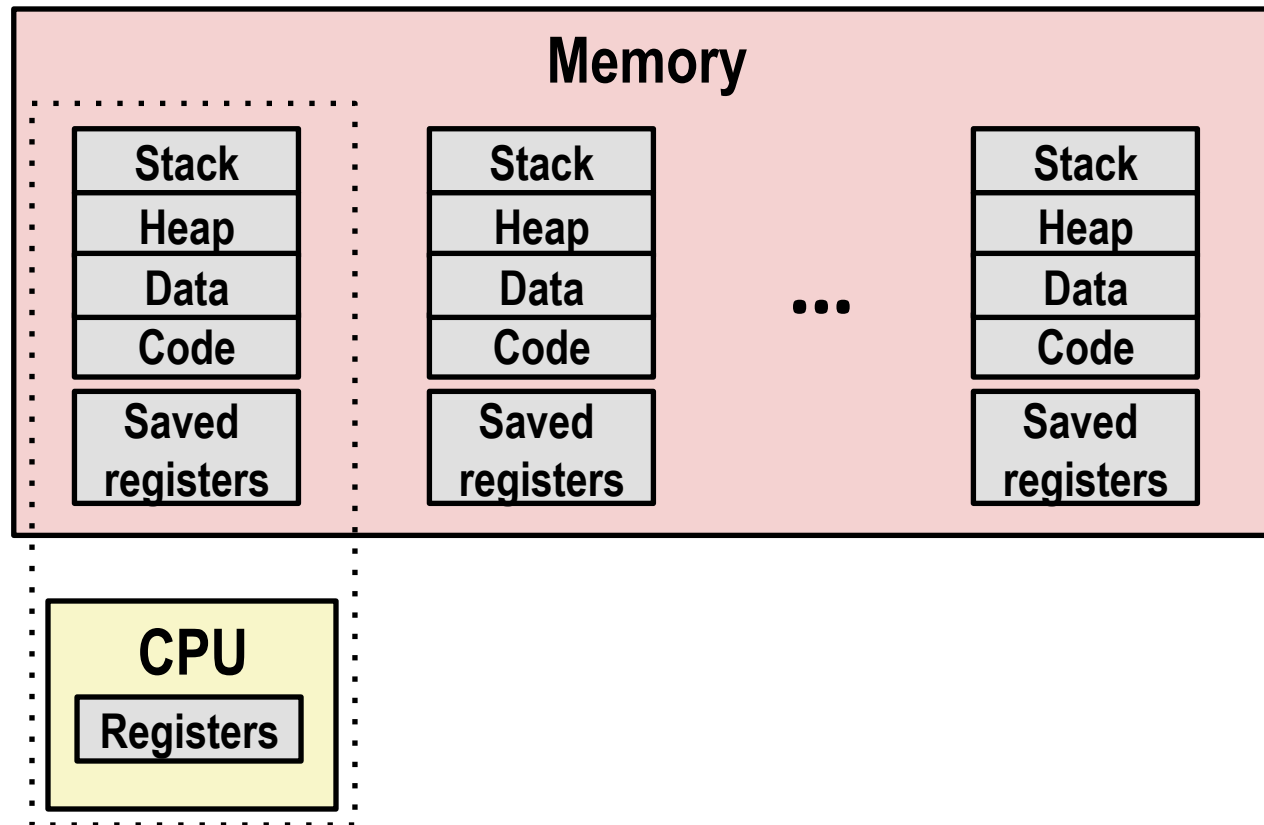 Memory
Stack
Heap
Data
Code
Saved
registers
Stack
Heap
Data
Code
Saved
registers
...
Stack
Heap
Data
Code
Saved
registers
CPU
Registers